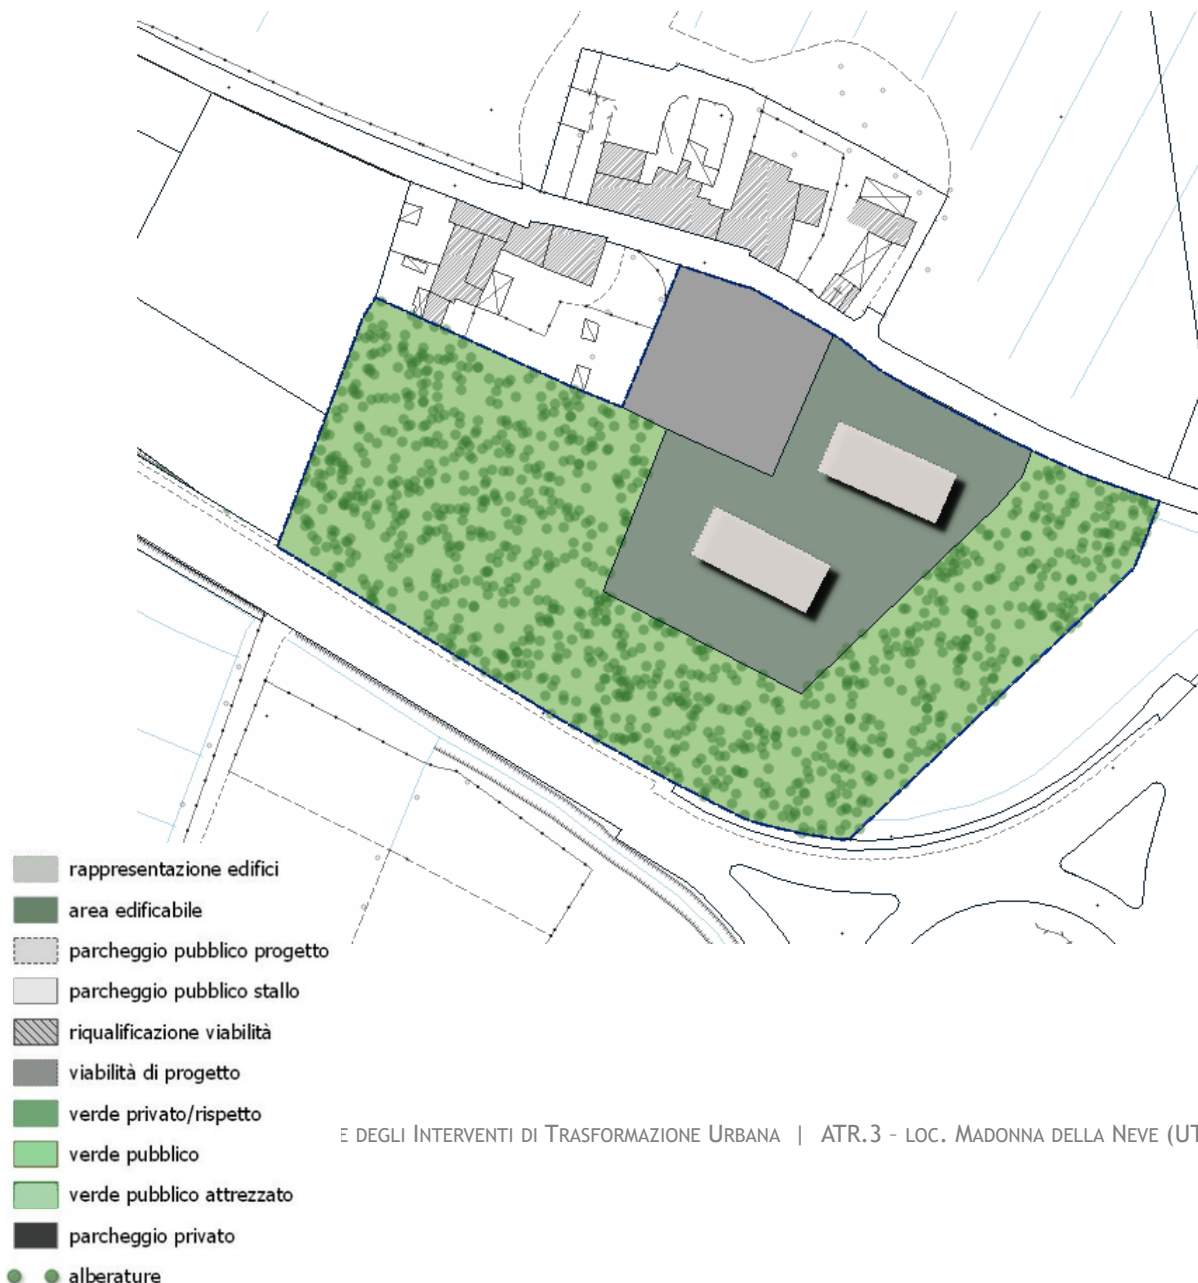 rappresentazione edifici
area edificabile
parcheggio pubblico progetto
parcheggio pubblico stallo
riqualificazione viabilità
viabilità di progetto
verde privato/rispetto
E DEGLI INTERVENTI DI TRASFORMAZIONE URBANA | ATR.3 – LOC. MADONNA DELLA NEVE (UT
verde pubblico
verde pubblico attrezzato
parcheggio privato
alberature